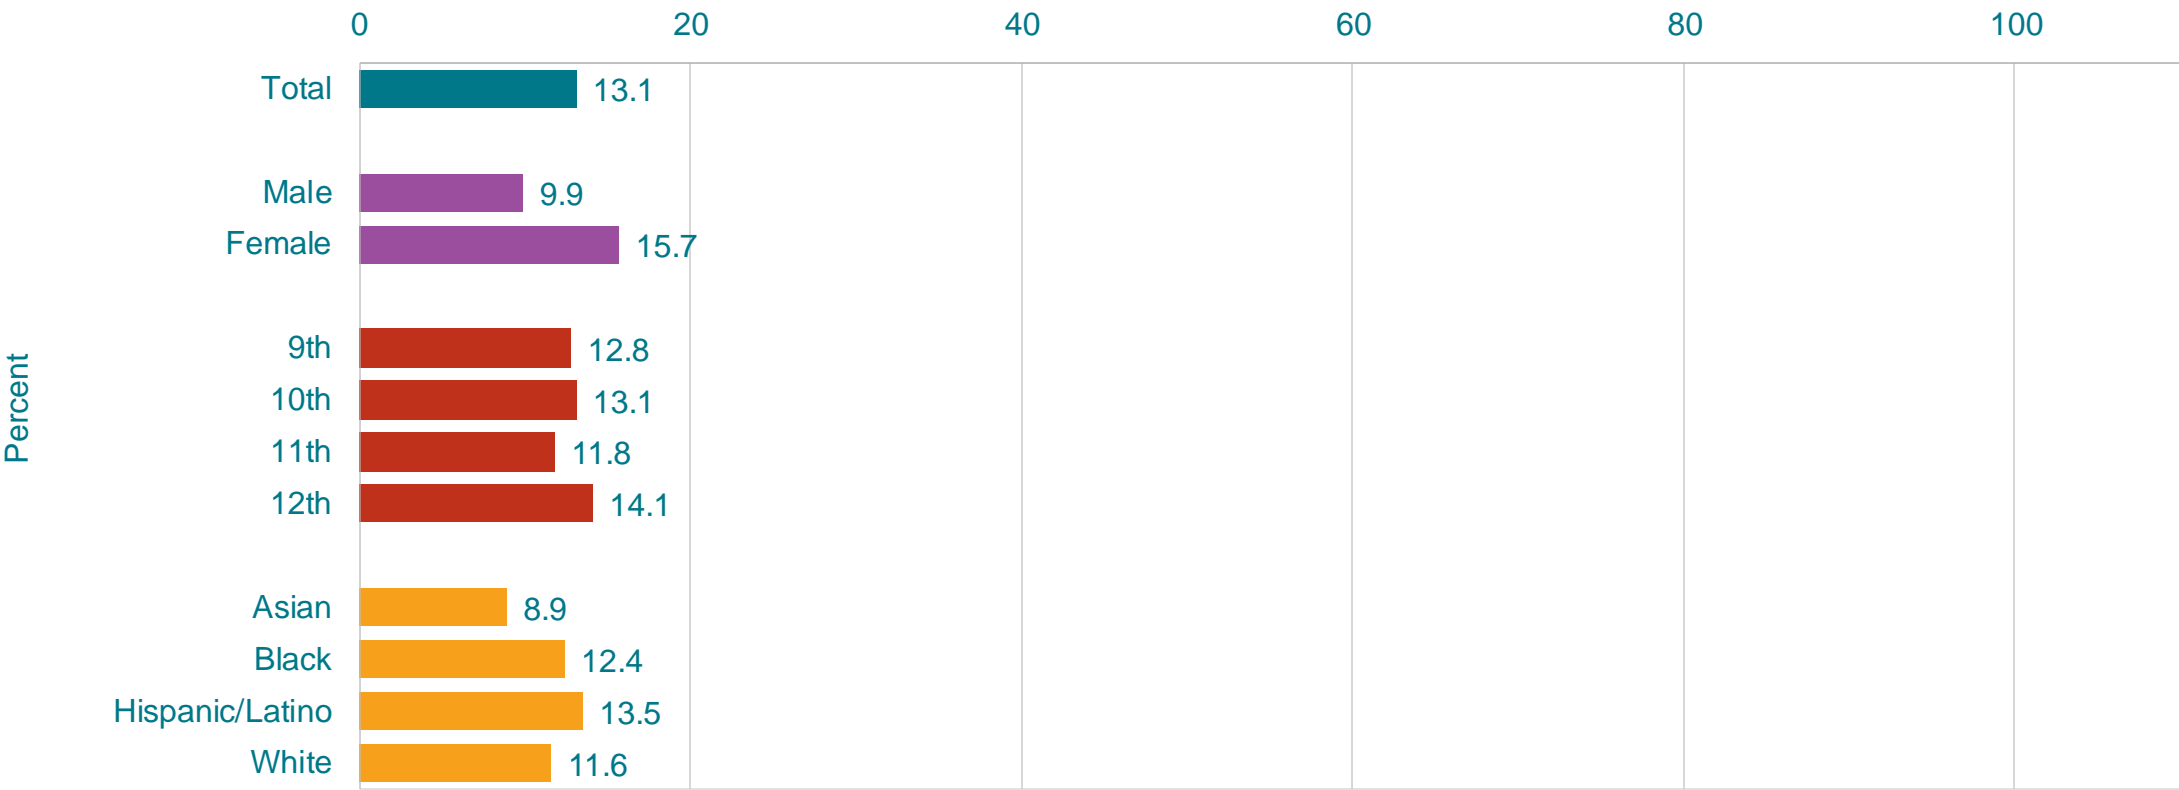 0 20 40 60 80 100
Total 13.1
Male 9.9
Female 15.7
9th 12.8
10th 13.1
11th 11.8
12th 14.1
Asian 8.9
Black 12.4
Hispanic/Latino 13.5
White 11.6
Percent